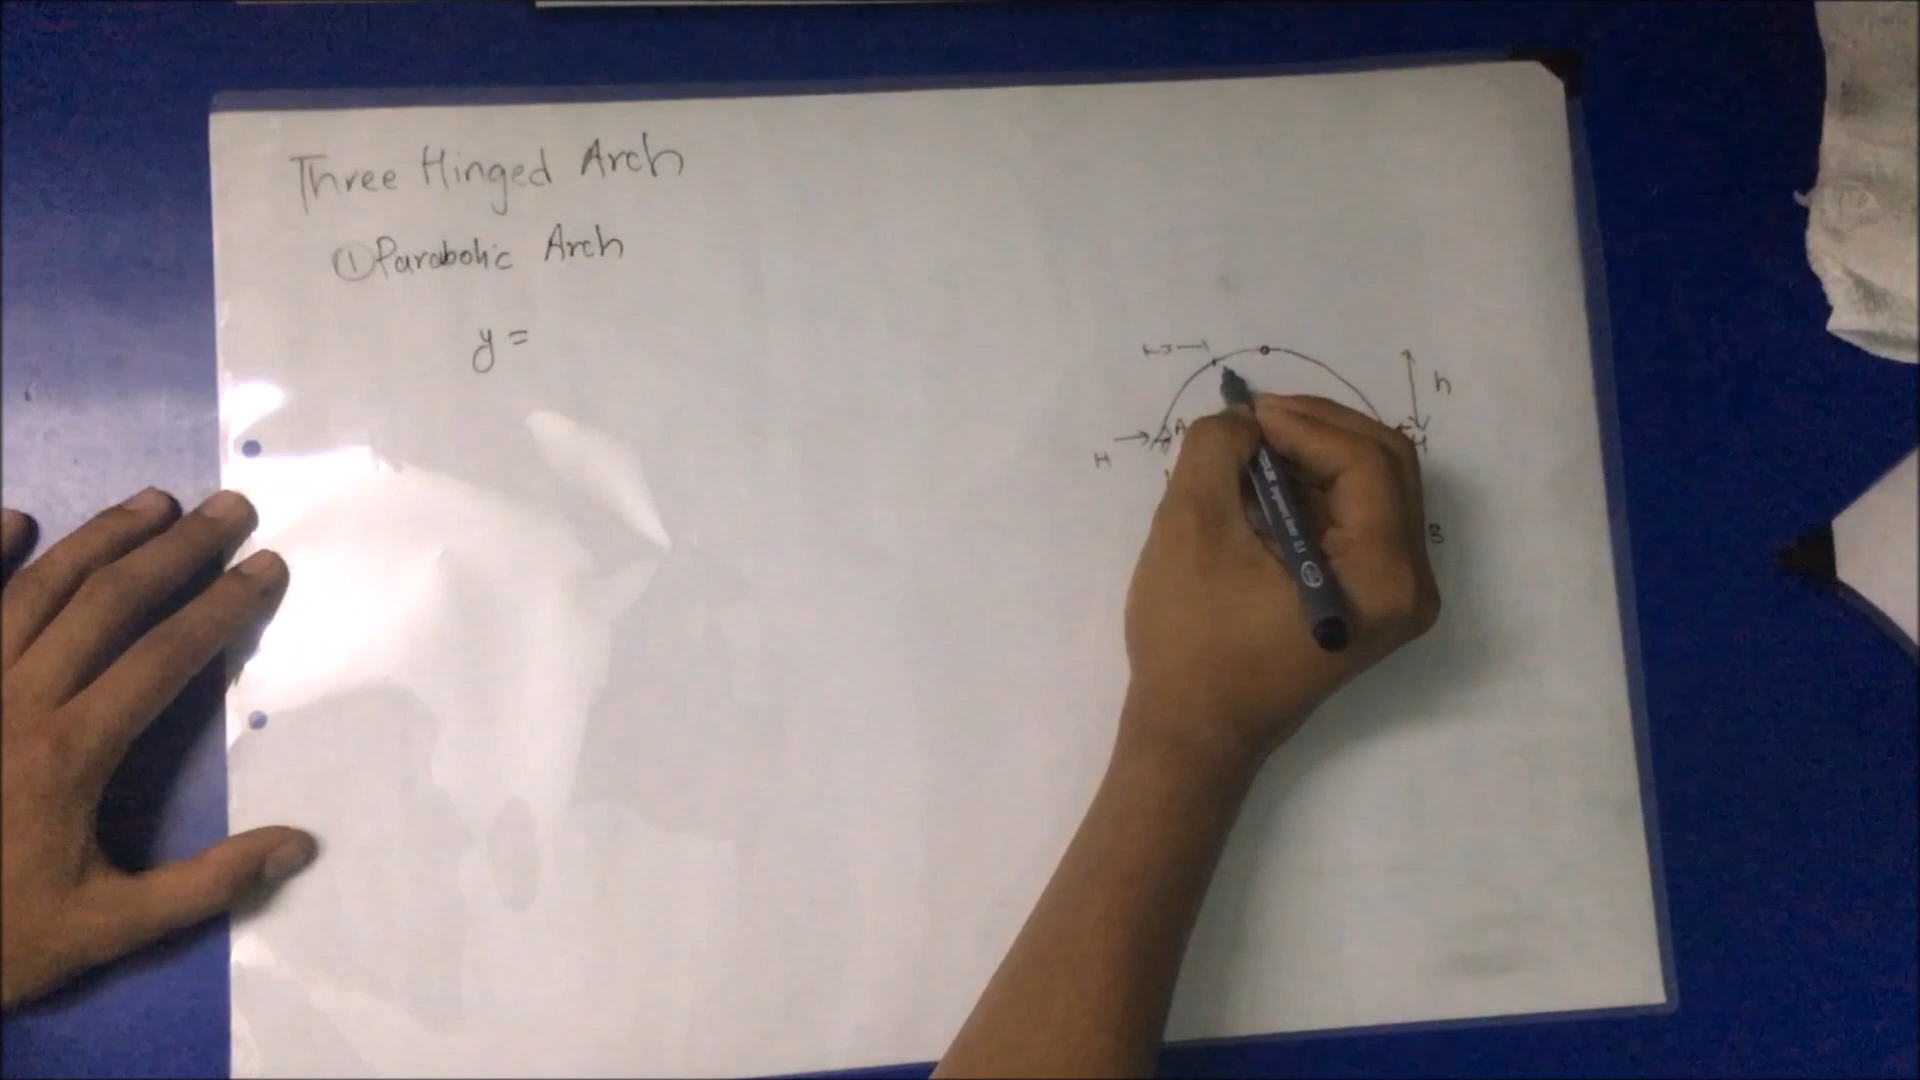 Three Hinged Arch
① Parabolic Arch
y =
h
H
A
H
B